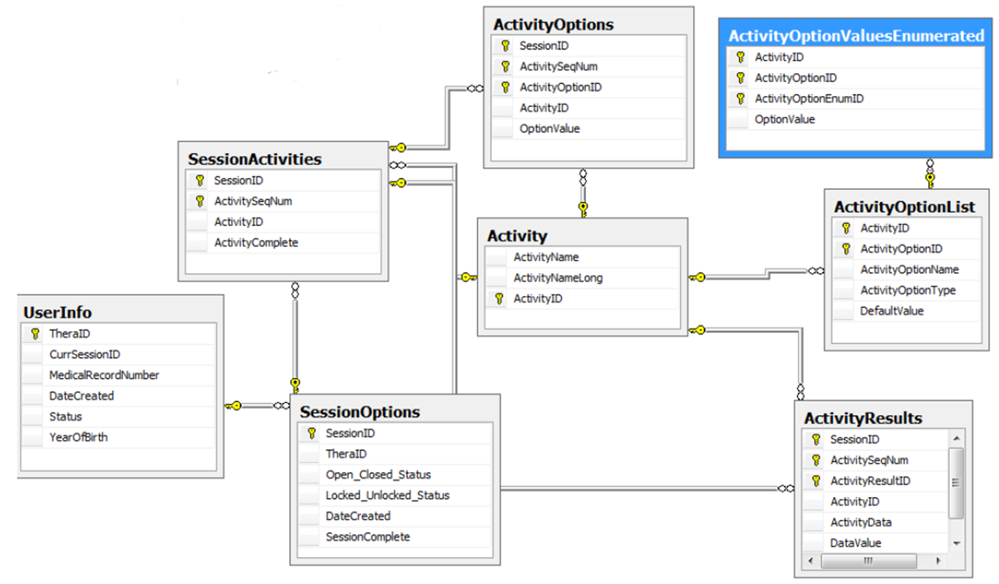 ActivityOptions
SessionID
ActivitySeqNum
ActivityOptionID
ActivityID
OptionValue
ActivityOptionValuesEnumerated
ActivityID
ActivityOptionID
ActivityOptionEnumID
OptionValue
SessionActivities
SessionID
ActivitySeqNum
ActivityID
ActivityComplete
Activity
ActivityName
ActivityNameLong
ActivityID
ActivityOptionList
ActivityID
ActivityOptionID
ActivityOptionName
ActivityOptionType
DefaultValue
UserInfo
TheraID
CurrSessionID
MedicalRecordNumber
DateCreated
Status
YearOfBirth
SessionOptions
SessionID
TheraID
Open_Closed_Status
Locked_Unlocked_Status
DateCreated
SessionComplete
ActivityResults
SessionID
ActivitySeqNum
ActivityResultID
ActivityID
ActivityData
DataValue